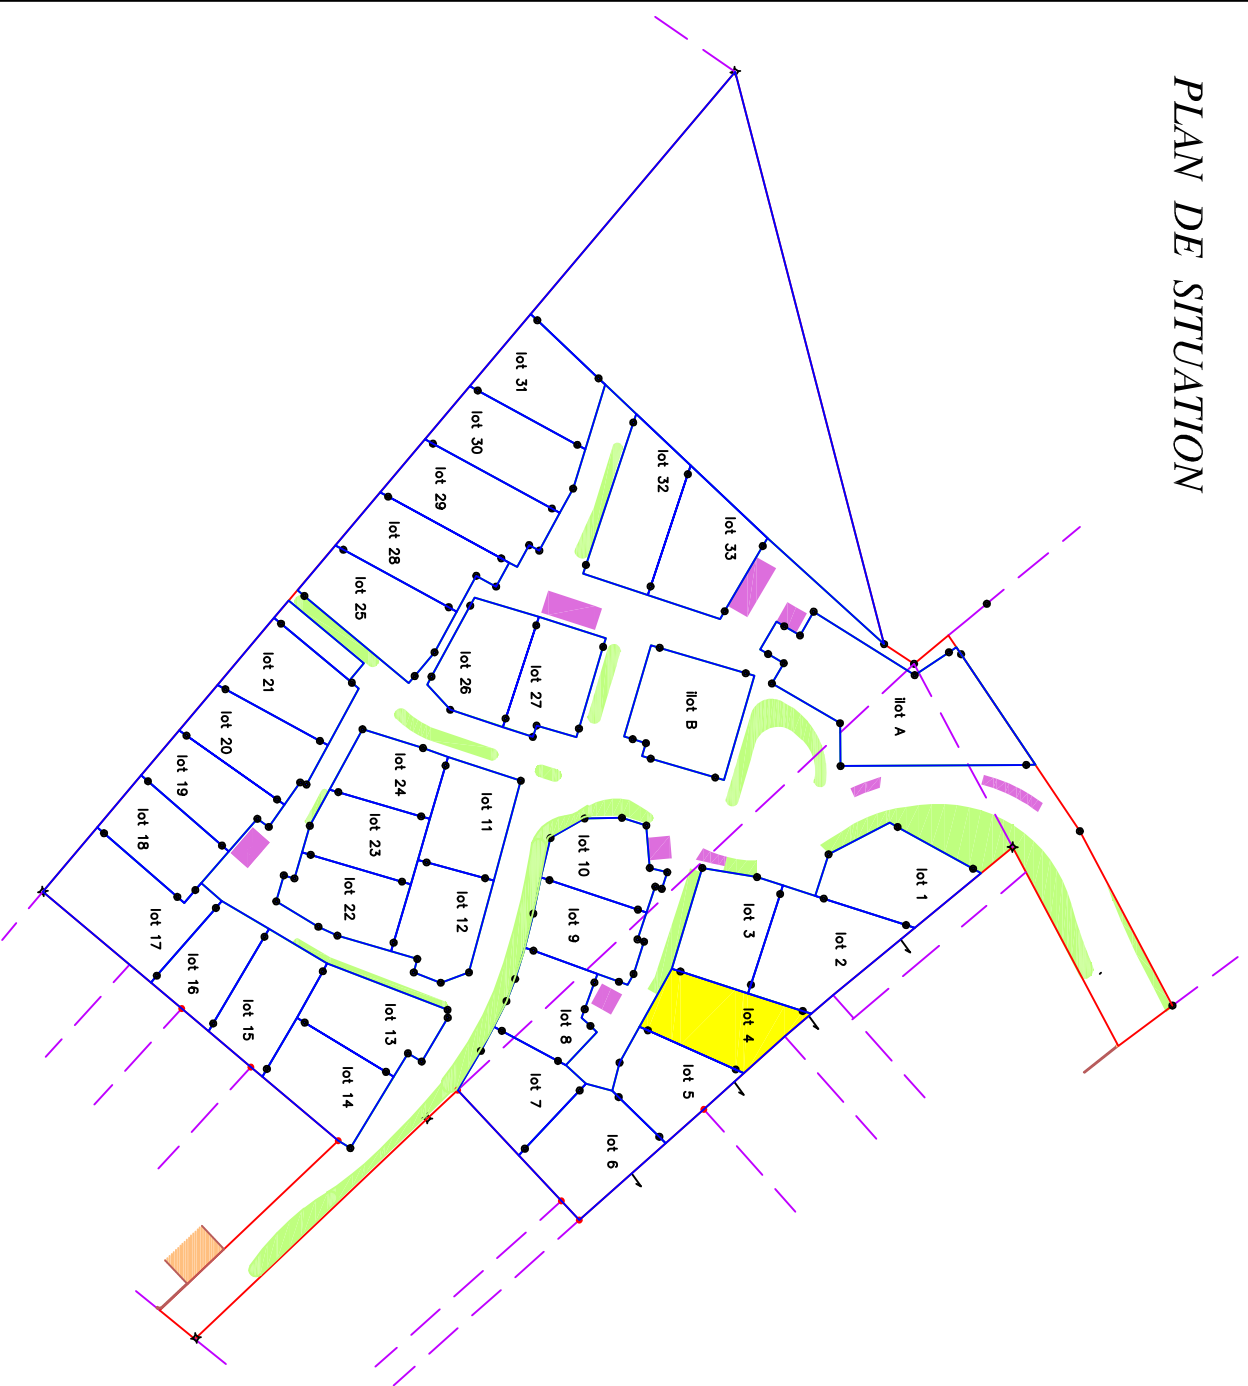 PLAN DE SITUATION
lot 31
lot 30
lot 29
lot 28
lot 25
lot 32
lot 33
lot 21
lot 20
lot 19
lot 18
lot 17
lot 16
lot 15
lot 14
lot 13
lot 26
lot 27
ilot B
ilot A
lot 24
lot 23
lot 22
lot 11
lot 12
lot 10
lot 9
lot 8
lot 7
lot 6
lot 5
lot 4
lot 3
lot 2
lot 1